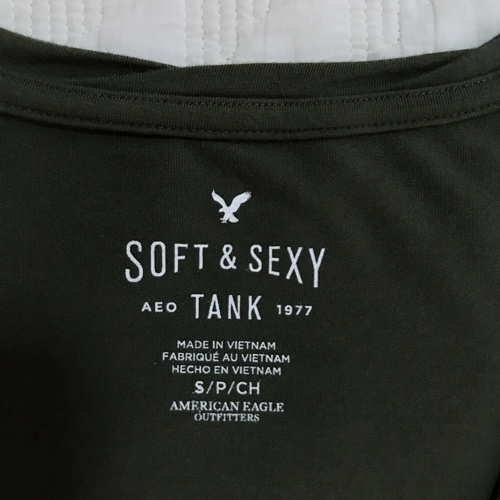 SOFT & SEXY
AEO TANK 1977
MADE IN VIETNAM
FABRIQUÉ AU VIETNAM
HECHO EN VIETNAM
S/P/CH
AMERICAN EAGLE
OUTFITTERS